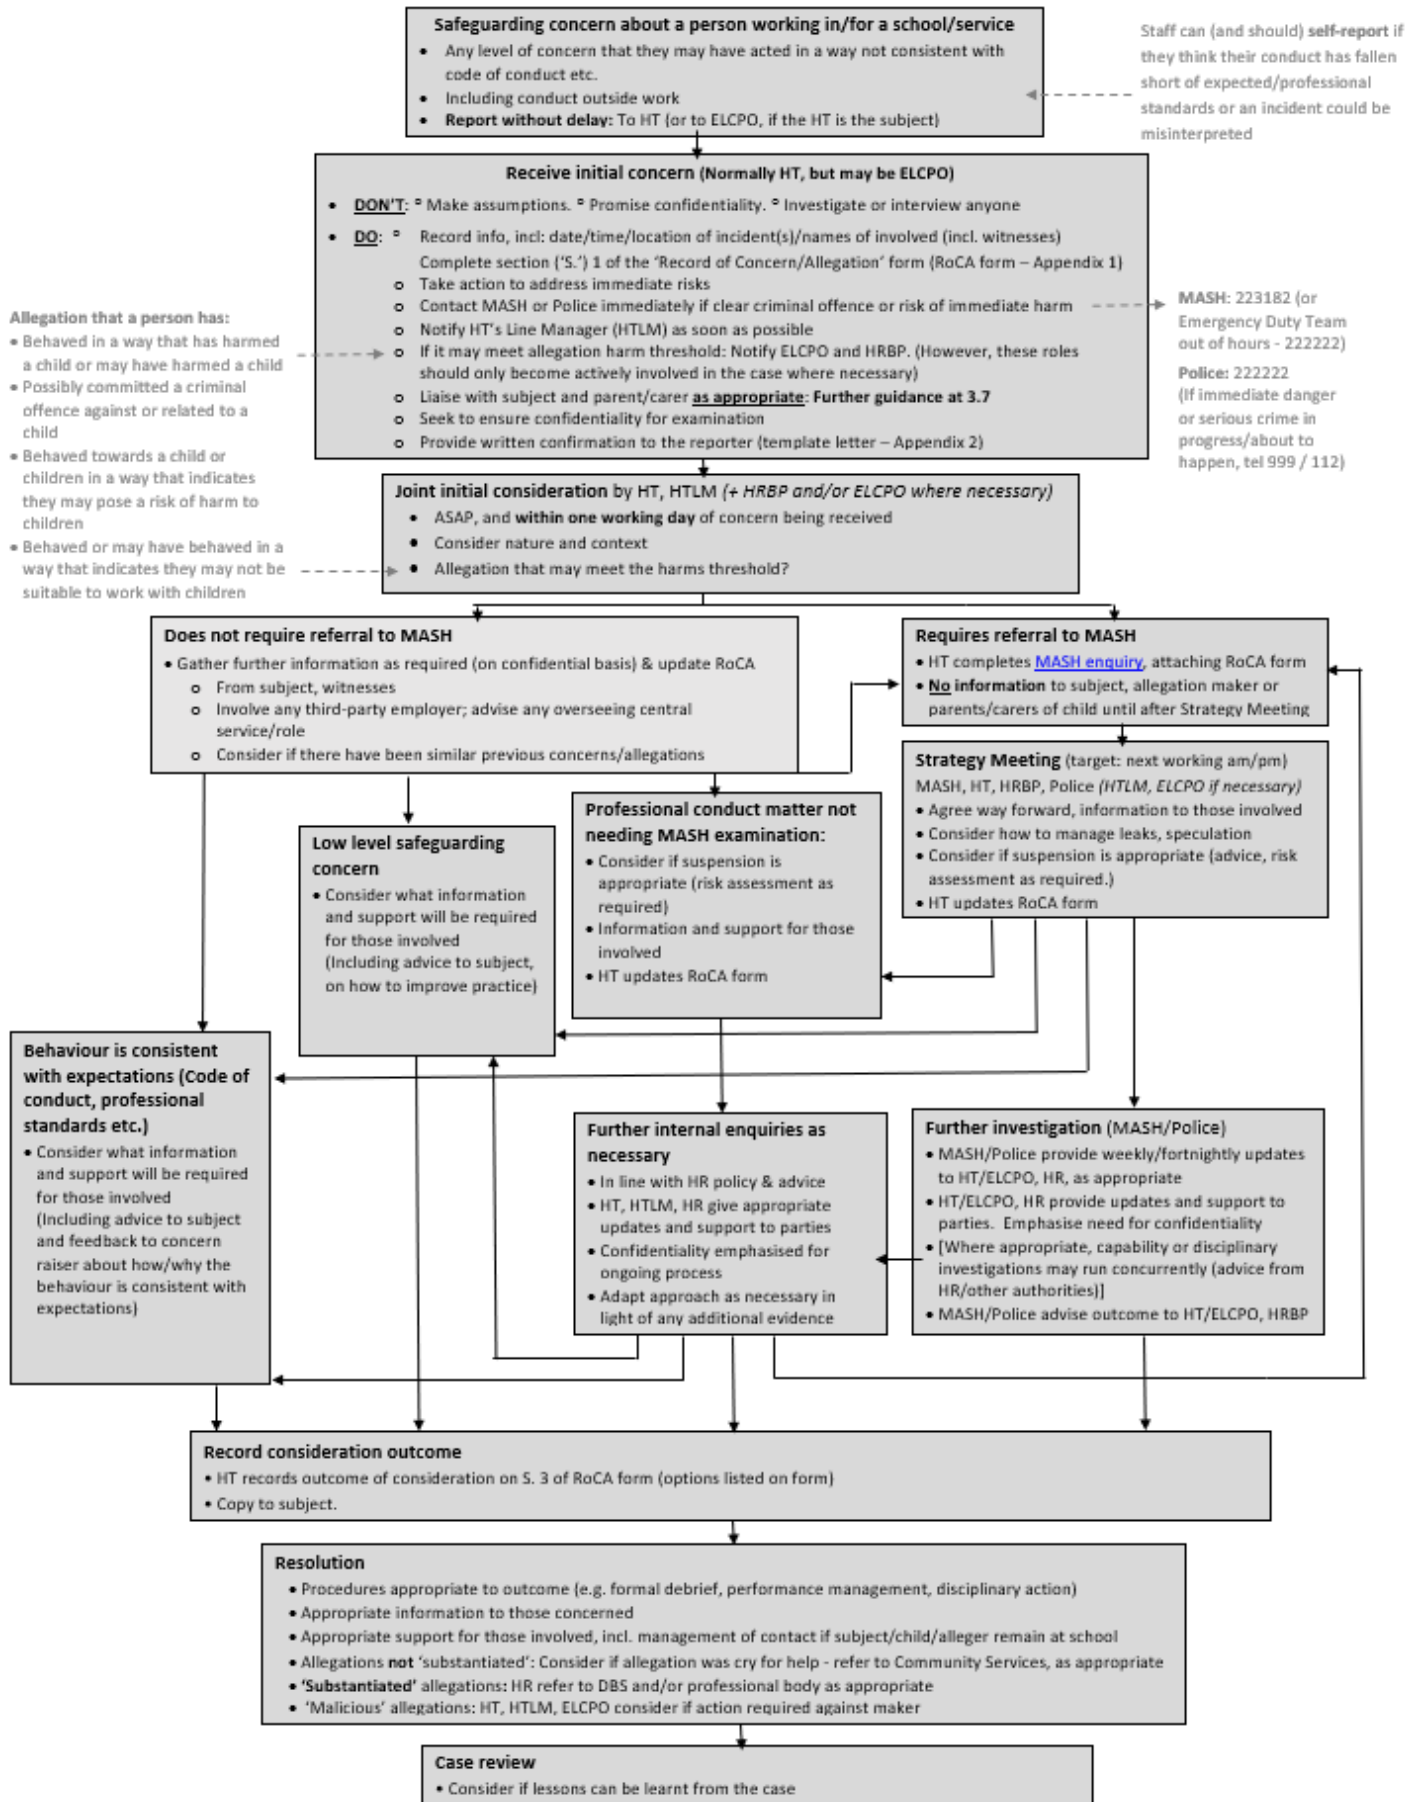 Safeguarding concern about a person working in/for a school/service
• Any level of concern that they may have acted in a way not consistent with
code of conduct etc.
• Including conduct outside work
• Report without delay: To HT (or to ELCPO, if the HT is the subject)
Staff can (and should) self-report if
they think their conduct has fallen
short of expected/professional
standards or an incident could be
misinterpreted
Receive initial concern (Normally HT, but may be ELCPO)
• DON'T: ° Make assumptions. ° Promise confidentiality. ° Investigate or interview anyone
• DO: ° Record info, incl: date/time/location of incident(s)/names of involved (incl. witnesses)
Complete section ('S.') 1 of the 'Record of Concern/Allegation' form (RoCA form – Appendix 1)
o Take action to address immediate risks
o Contact MASH or Police immediately if clear criminal offence or risk of immediate harm
o Notify HT's Line Manager (HTLM) as soon as possible
o If it may meet allegation harm threshold: Notify ELCPO and HRBP. (However, these roles
should only become actively involved in the case where necessary)
o Liaise with subject and parent/carer as appropriate: Further guidance at 3.7
o Seek to ensure confidentiality for examination
o Provide written confirmation to the reporter (template letter – Appendix 2)
MASH: 223182 (or
Emergency Duty Team
out of hours - 222222)
Police: 222222
(If immediate danger
or serious crime in
progress/about to
happen, tel 999 / 112)
Allegation that a person has:
• Behaved in a way that has harmed
a child or may have harmed a child
• Possibly committed a criminal
offence against or related to a
child
• Behaved towards a child or
children in a way that indicates
they may pose a risk of harm to
children
• Behaved or may have behaved in a
way that indicates they may not be
suitable to work with children
Joint initial consideration by HT, HTLM (+ HRBP and/or ELCPO where necessary)
• ASAP, and within one working day of concern being received
• Consider nature and context
• Allegation that may meet the harms threshold?
Does not require referral to MASH
• Gather further information as required (on confidential basis) & update RoCA
o From subject, witnesses
o Involve any third-party employer; advise any overseeing central
service/role
o Consider if there have been similar previous concerns/allegations
Requires referral to MASH
• HT completes MASH enquiry, attaching RoCA form
• No information to subject, allegation maker or
parents/carers of child until after Strategy Meeting
Strategy Meeting (target: next working am/pm)
MASH, HT, HRBP, Police (HTLM, ELCPO if necessary)
• Agree way forward, information to those involved
• Consider how to manage leaks, speculation
• Consider if suspension is appropriate (advice, risk
assessment as required.)
• HT updates RoCA form
Professional conduct matter not
needing MASH examination:
• Consider if suspension is
appropriate (risk assessment as
required)
• Information and support for those
involved
• HT updates RoCA form
Low level safeguarding
concern
• Consider what information
and support will be required
for those involved
(Including advice to subject,
on how to improve practice)
Behaviour is consistent
with expectations (Code of
conduct, professional
standards etc.)
• Consider what information
and support will be required
for those involved
(Including advice to subject
and feedback to concern
raiser about how/why the
behaviour is consistent with
expectations)
Further internal enquiries as
necessary
• In line with HR policy & advice
• HT, HTLM, HR give appropriate
updates and support to parties
• Confidentiality emphasised for
ongoing process
• Adapt approach as necessary in
light of any additional evidence
Further investigation (MASH/Police)
• MASH/Police provide weekly/fortnightly updates
to HT/ELCPO, HR, as appropriate
• HT/ELCPO, HR provide updates and support to
parties. Emphasise need for confidentiality
• [Where appropriate, capability or disciplinary
investigations may run concurrently (advice from
HR/other authorities)]
• MASH/Police advise outcome to HT/ELCPO, HRBP
Record consideration outcome
• HT records outcome of consideration on S. 3 of RoCA form (options listed on form)
• Copy to subject.
Resolution
• Procedures appropriate to outcome (e.g. formal debrief, performance management, disciplinary action)
• Appropriate information to those concerned
• Appropriate support for those involved, incl. management of contact if subject/child/alleger remain at school
• Allegations not 'substantiated': Consider if allegation was cry for help - refer to Community Services, as appropriate
• 'Substantiated' allegations: HR refer to DBS and/or professional body as appropriate
• 'Malicious' allegations: HT, HTLM, ELCPO consider if action required against maker
Case review
• Consider if lessons can be learnt from the case